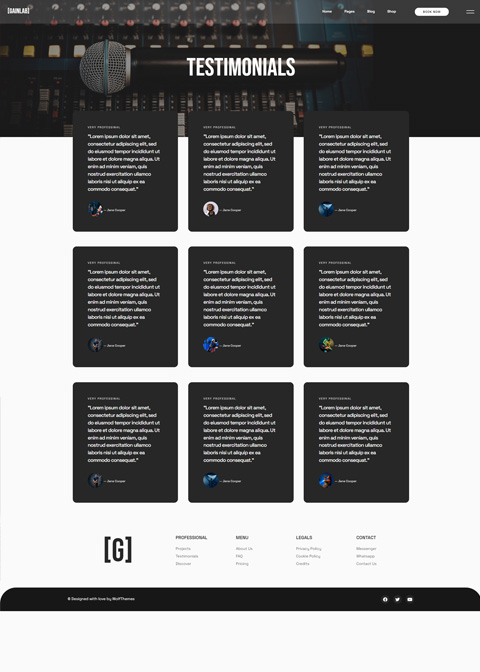 [GAINLAB]
Home Pages Blog Shop
BOOK NOW
TESTIMONIALS
VERY PROFESSIONAL
"Lorem ipsum dolor sit amet,
consectetur adipiscing elit, sed
do eiusmod tempor incididunt ut
labore et dolore magna aliqua. Ut
enim ad minim veniam, quis
nostrud exercitation ullamco
laboris nisi ut aliquip ex ea
commodo consequat."
— Jane Cooper
VERY PROFESSIONAL
"Lorem ipsum dolor sit amet,
consectetur adipiscing elit, sed
do eiusmod tempor incididunt ut
labore et dolore magna aliqua. Ut
enim ad minim veniam, quis
nostrud exercitation ullamco
laboris nisi ut aliquip ex ea
commodo consequat."
— Jane Cooper
VERY PROFESSIONAL
"Lorem ipsum dolor sit amet,
consectetur adipiscing elit, sed
do eiusmod tempor incididunt ut
labore et dolore magna aliqua. Ut
enim ad minim veniam, quis
nostrud exercitation ullamco
laboris nisi ut aliquip ex ea
commodo consequat."
— Jane Cooper
VERY PROFESSIONAL
"Lorem ipsum dolor sit amet,
consectetur adipiscing elit, sed
do eiusmod tempor incididunt ut
labore et dolore magna aliqua. Ut
enim ad minim veniam, quis
nostrud exercitation ullamco
laboris nisi ut aliquip ex ea
commodo consequat."
— Jane Cooper
VERY PROFESSIONAL
"Lorem ipsum dolor sit amet,
consectetur adipiscing elit, sed
do eiusmod tempor incididunt ut
labore et dolore magna aliqua. Ut
enim ad minim veniam, quis
nostrud exercitation ullamco
laboris nisi ut aliquip ex ea
commodo consequat."
— Jane Cooper
VERY PROFESSIONAL
"Lorem ipsum dolor sit amet,
consectetur adipiscing elit, sed
do eiusmod tempor incididunt ut
labore et dolore magna aliqua. Ut
enim ad minim veniam, quis
nostrud exercitation ullamco
laboris nisi ut aliquip ex ea
commodo consequat."
— Jane Cooper
VERY PROFESSIONAL
"Lorem ipsum dolor sit amet,
consectetur adipiscing elit, sed
do eiusmod tempor incididunt ut
labore et dolore magna aliqua. Ut
enim ad minim veniam, quis
nostrud exercitation ullamco
laboris nisi ut aliquip ex ea
commodo consequat."
— Jane Cooper
VERY PROFESSIONAL
"Lorem ipsum dolor sit amet,
consectetur adipiscing elit, sed
do eiusmod tempor incididunt ut
labore et dolore magna aliqua. Ut
enim ad minim veniam, quis
nostrud exercitation ullamco
laboris nisi ut aliquip ex ea
commodo consequat."
— Jane Cooper
VERY PROFESSIONAL
"Lorem ipsum dolor sit amet,
consectetur adipiscing elit, sed
do eiusmod tempor incididunt ut
labore et dolore magna aliqua. Ut
enim ad minim veniam, quis
nostrud exercitation ullamco
laboris nisi ut aliquip ex ea
commodo consequat."
— Jane Cooper
[G]
PROFESSIONAL
Projects
Testimonials
Services
MENU
About Us
FAQ
Pricing
LEGALS
Privacy Policy
Cookie Policy
Credits
CONTACT
Messenger
Whatsapp
Contact Us
© Designed with love by WolfThemes